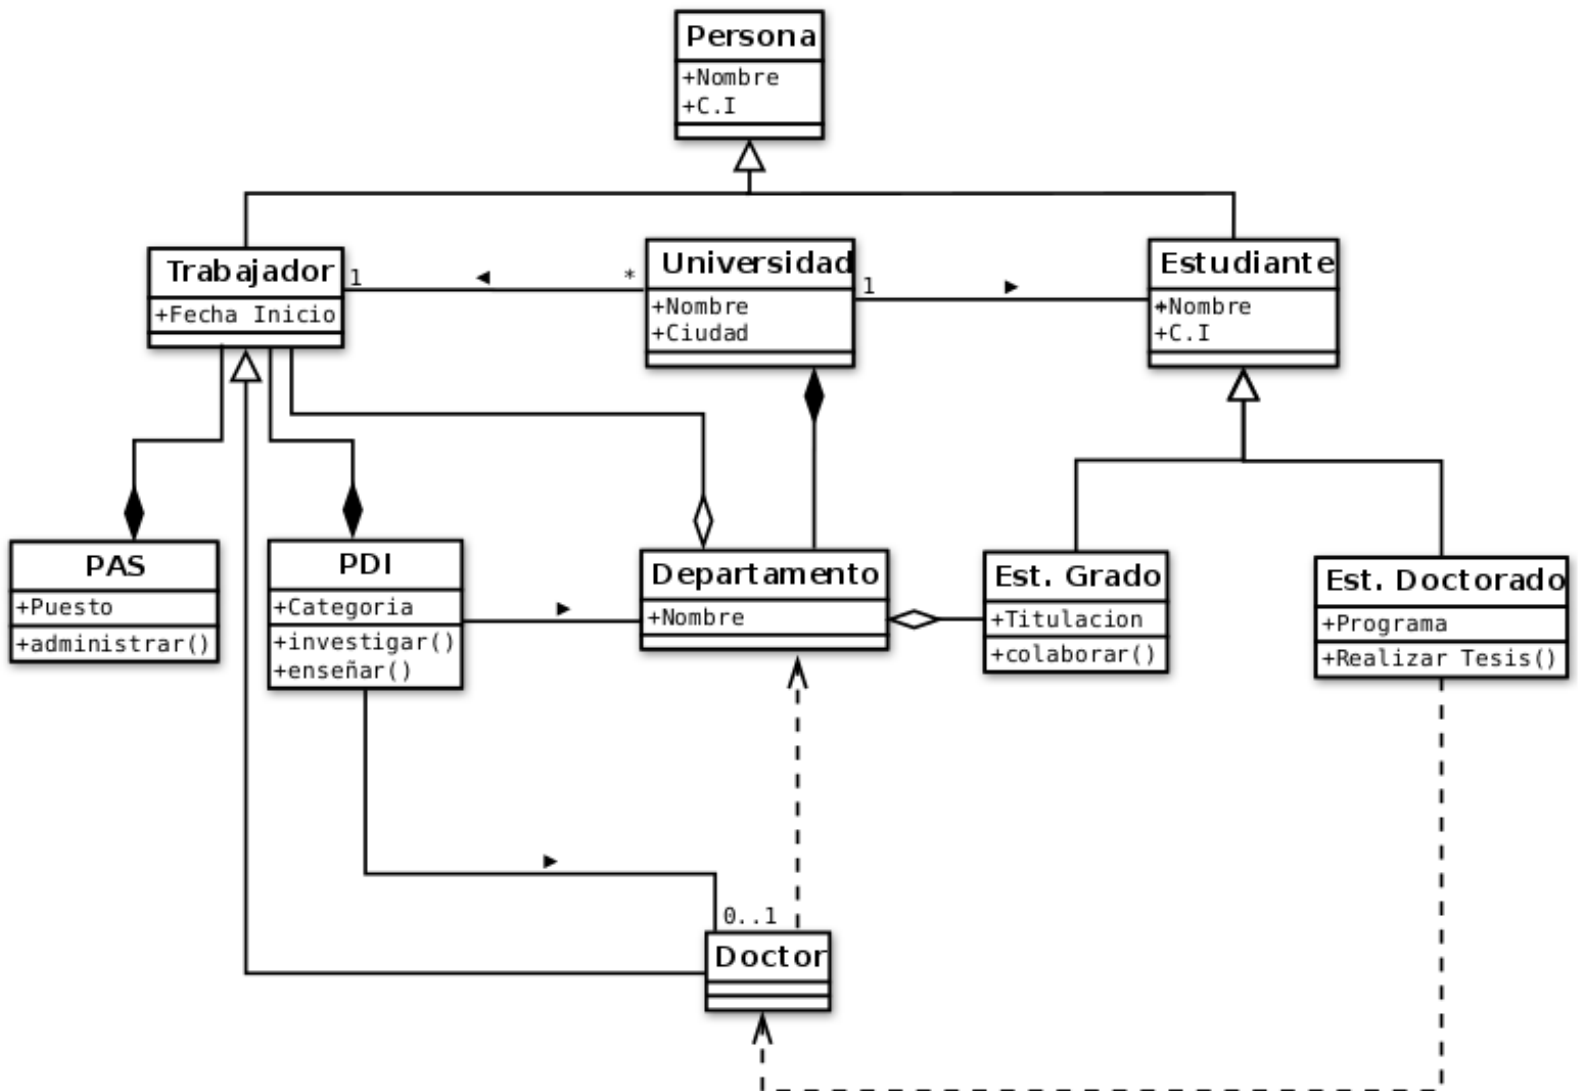 Persona
+Nombre
+C.I
Trabajador
+Fecha Inicio
1
*
Universidad
+Nombre
+Ciudad
1
Estudiante
+Nombre
+C.I
PAS
+Puesto
+administrar()
PDI
+Categoria
+investigar()
+enseñar()
Departamento
+Nombre
Est. Grado
+Titulacion
+colaborar()
Est. Doctorado
+Programa
+Realizar Tesis()
0..1
Doctor